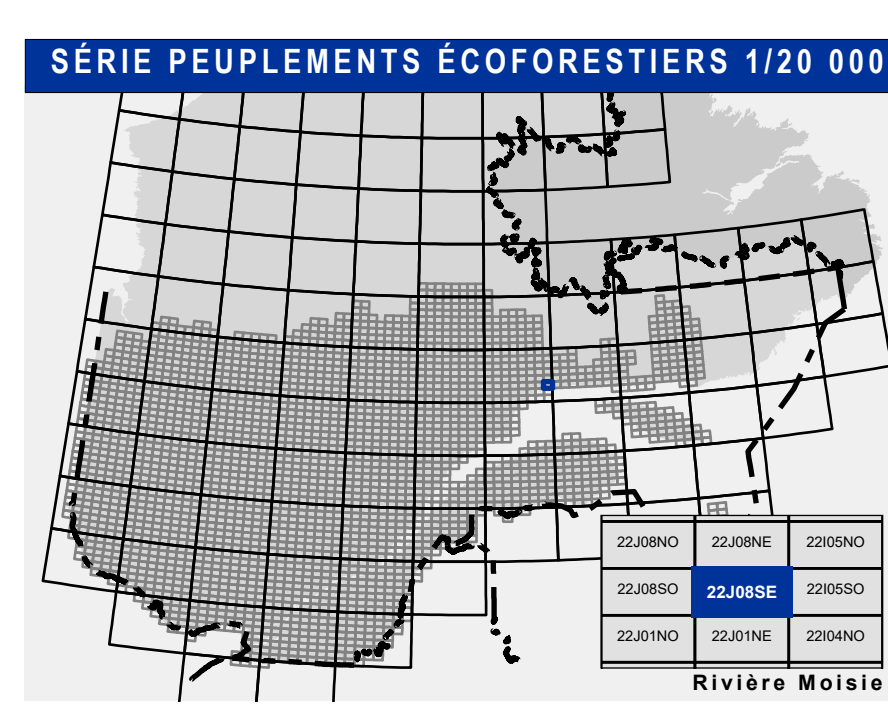 SÉRIE PEUPLEMENTS ÉCOFORESTIERS 1/20 000
22J08NO 22J08NE 22I05NO
22J08SO 22J08SE 22I05SO
22J01NO 22J01NE 22I04NO
Rivière Moisie